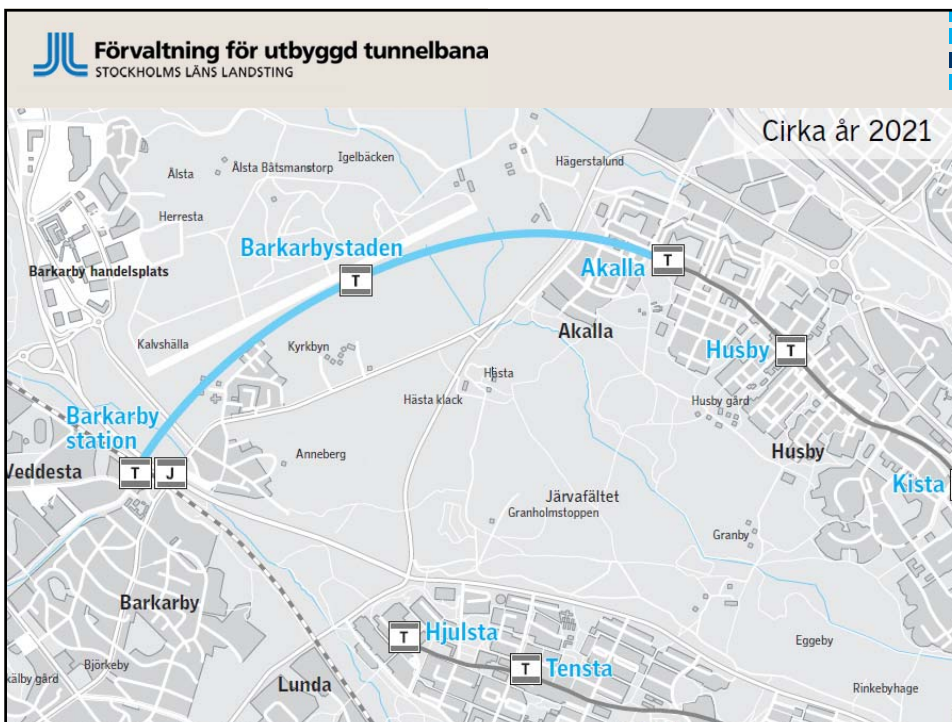 Förvaltning för utbyggd tunnelbana
STOCKHOLMS LÄNS LANDSTING
Cirka år 2021
Igelbäcken
Hägerstalund
Ålsta
Ålsta Båtsmanstorp
Herresta
Barkarbystaden
T
Akalla
T
Barkarby handelsplats
Kalvshälla
Kyrkbyn
Akalla
Husby
T
Hästa
Hästa klack
Husby gård
Barkarby
station
Anneberg
Husby
Veddesta
T
J
Kista
Järvafältet
Granholmstoppen
Granby
Barkarby
T
Hjulsta
Eggeby
Björkeby
T
Tensta
kälby gård
Lunda
Rinkebyhage